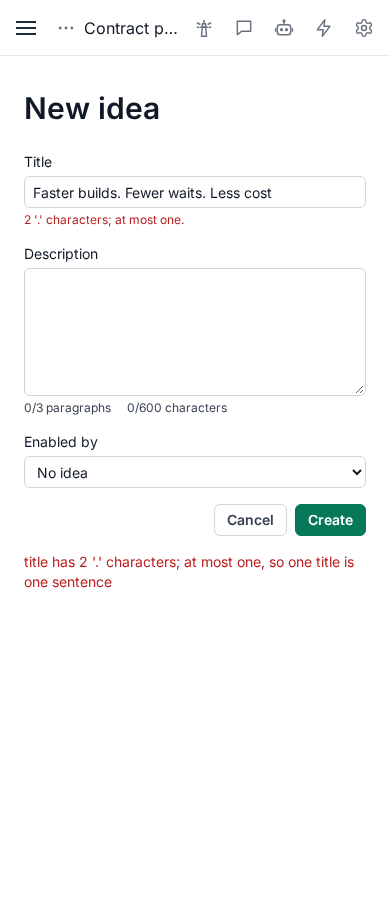 Contract p...
New idea
Title
Faster builds. Fewer waits. Less cost
2 '.' characters; at most one.
Description
0/3 paragraphs 0/600 characters
Enabled by
No idea
Cancel Create
title has 2 '.' characters; at most one, so one title is
one sentence